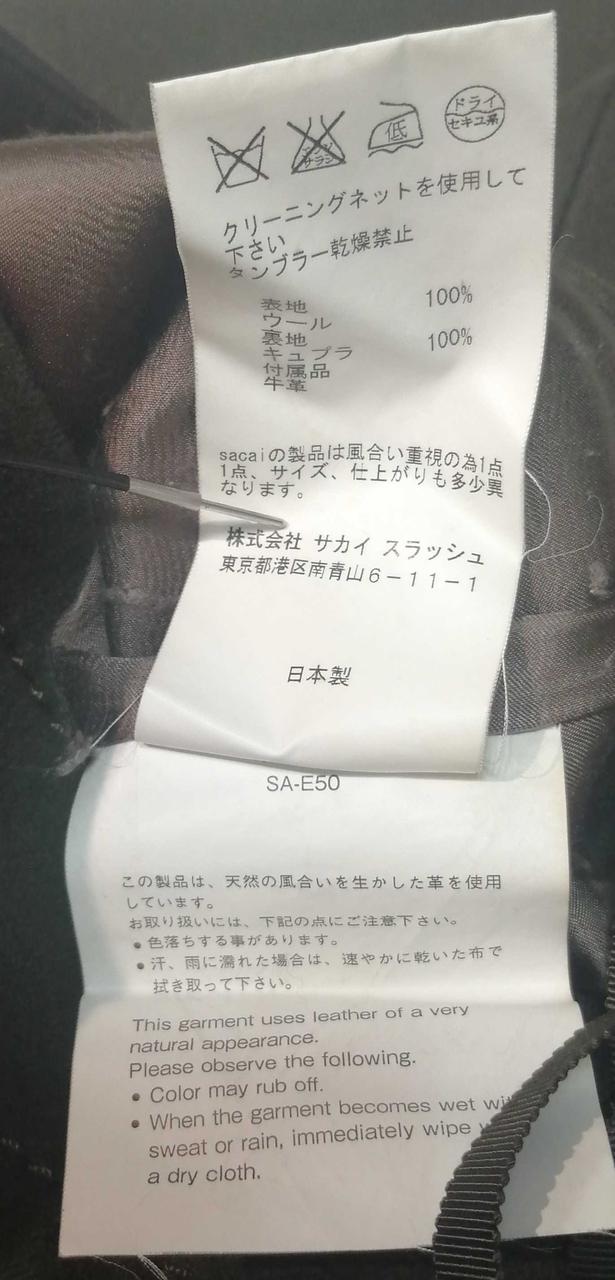 低
ドライ
セキユ系
エンソ
サラシ
クリーニングネットを使用して
下さい
タンブラー乾燥禁止
表地
ウール 100%
裏地
キュプラ 100%
付属品
牛革
sacaiの製品は風合い重視の為1点
1点、サイズ、仕上がりも多少異
なります。
株式会社 サカイ スラッシュ
東京都港区南青山6-11-1
日本製
SA-E50
この製品は、天然の風合いを生かした革を使用
しています。
お取り扱いには、下記の点にご注意下さい。
● 色落ちする事があります。
● 汗、雨に濡れた場合は、速やかに乾いた布で
拭き取って下さい。
This garment uses leather of a very
natural appearance.
Please observe the following.
● Color may rub off.
● When the garment becomes wet
sweat or rain, immediately wipe
a dry cloth.